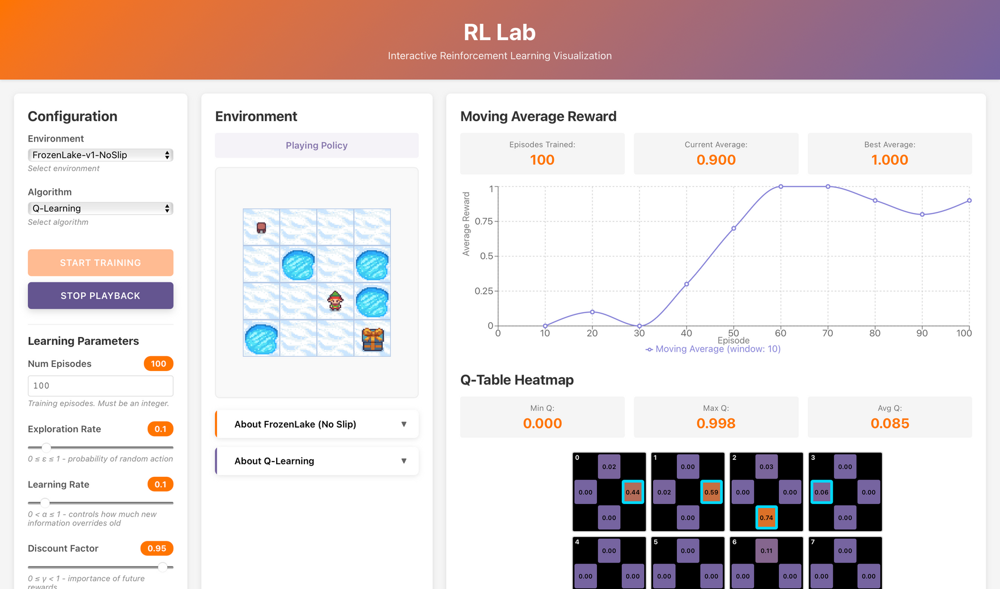 RL Lab
Interactive Reinforcement Learning Visualization
Configuration
Environment
FrozenLake-v1-NoSlip
Select environment
Algorithm
Q-Learning
Select algorithm
START TRAINING
STOP PLAYBACK
Learning Parameters
Num Episodes
100
100
Training episodes. Must be an integer.
Exploration Rate
0.1
0 ≤ ε ≤ 1 - probability of random action
Learning Rate
0.1
0 < α ≤ 1 - controls how much new
information overrides old
Discount Factor
0.95
0 ≤ γ < 1 - importance of future
rewards
Environment
Playing Policy
About FrozenLake (No Slip) ▼
About Q-Learning ▼
Moving Average Reward
Episodes Trained:
100
Current Average:
0.900
Best Average:
1.000
Average Reward
1
0.75
0.5
0.25
0
0 10 20 30 40 50 60 70 80 90 100
Episode
Moving Average (window: 10)
Q-Table Heatmap
Min Q:
0.000
Max Q:
0.998
Avg Q:
0.085
0
0.02
0.00 0.44
0.00
1
0.00
0.02 0.59
0.00
2
0.03
0.00 0.00
0.74
3
0.00
0.06 0.00
0.00
4
0.00
0.00 0.00
5
0.00
0.00 0.00
6
0.11
0.00 0.00
7
0.00
0.00 0.00